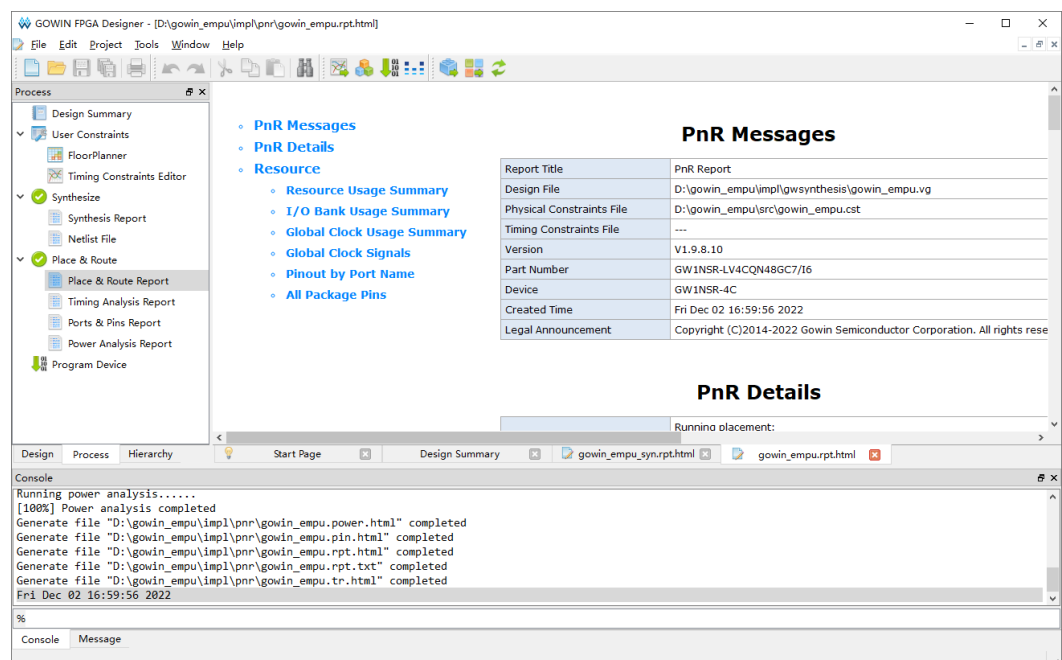 GOWIN FPGA Designer - [D:\gowin_empu\impl\pnr\gowin_empu.rpt.html]
File Edit Project Tools Window Help
Process
Design Summary
User Constraints
FloorPlanner
Timing Constraints Editor
Synthesize
Synthesis Report
Netlist File
Place & Route
Place & Route Report
Timing Analysis Report
Ports & Pins Report
Power Analysis Report
Program Device
Design Process Hierarchy
PnR Messages
PnR Details
Resource
Resource Usage Summary
I/O Bank Usage Summary
Global Clock Usage Summary
Global Clock Signals
Pinout by Port Name
All Package Pins
PnR Messages
Report Title PnR Report
Design File D:\gowin_empu\impl\gwsynthesis\gowin_empu.vg
Physical Constraints File D:\gowin_empu\src\gowin_empu.cst
Timing Constraints File ---
Version V1.9.8.10
Part Number GW1NSR-LV4CQN48GC7/I6
Device GW1NSR-4C
Created Time Fri Dec 02 16:59:56 2022
Legal Announcement Copyright (C)2014-2022 Gowin Semiconductor Corporation. All rights rese
PnR Details
Running placement:
Start Page Design Summary gowin_empu_syn.rpt.html gowin_empu.rpt.html
Console
Running power analysis......
[100%] Power analysis completed
Generate file "D:\gowin_empu\impl\pnr\gowin_empu.power.html" completed
Generate file "D:\gowin_empu\impl\pnr\gowin_empu.pin.html" completed
Generate file "D:\gowin_empu\impl\pnr\gowin_empu.rpt.html" completed
Generate file "D:\gowin_empu\impl\pnr\gowin_empu.rpt.txt" completed
Generate file "D:\gowin_empu\impl\pnr\gowin_empu.tr.html" completed
Fri Dec 02 16:59:56 2022
%
Console Message